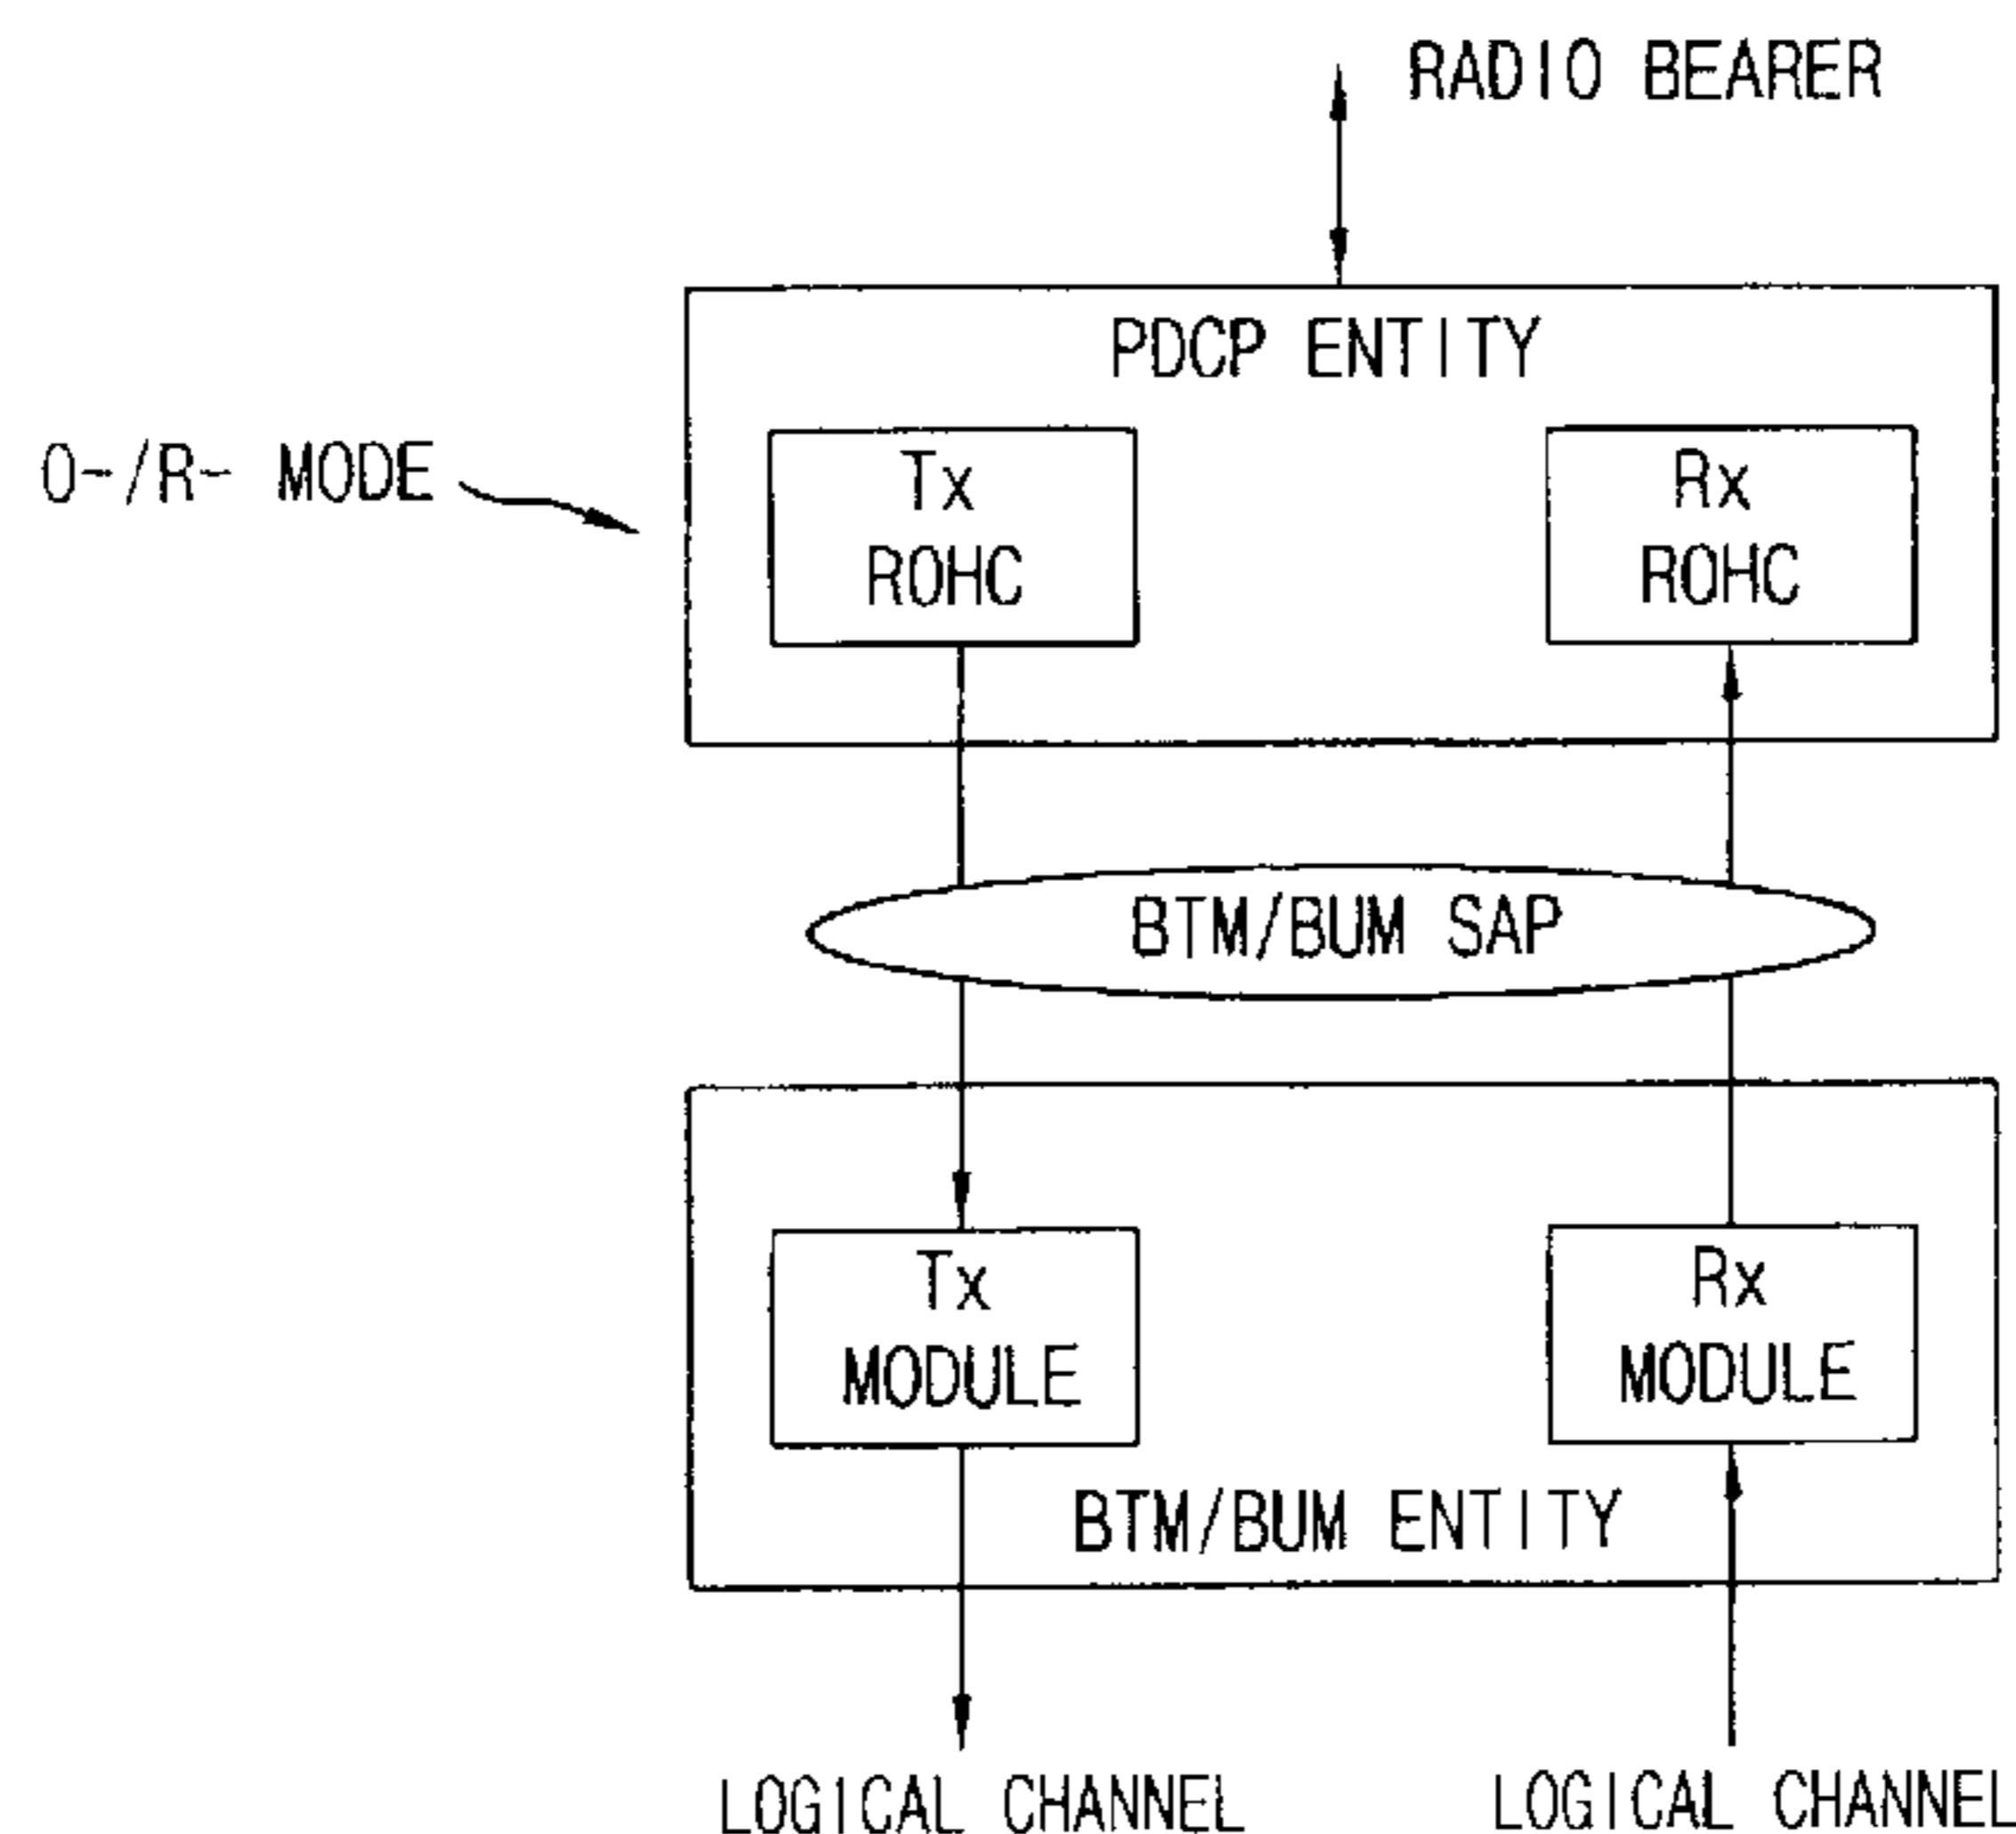 RADIO BEARER
PDCP ENTITY
O-/R- MODE
Tx
ROHC
Rx
ROHC
BTM/BUM SAP
Tx
MODULE
Rx
MODULE
BTM/BUM ENTITY
LOGICAL CHANNEL
LOGICAL CHANNEL